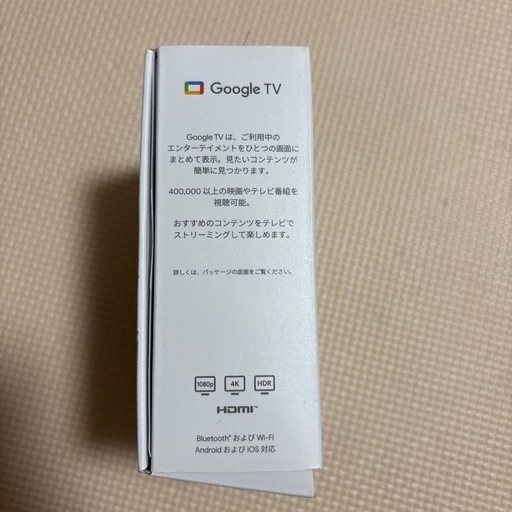 Google TV
Google TV は、ご利用中の
エンターテイメントをひとつの画面に
まとめて表示。見たいコンテンツが
簡単に見つかります。
400,000 以上の映画やテレビ番組を
視聴可能。
おすすめのコンテンツをテレビで
ストリーミングして楽しめます。
詳しくは、パッケージの底面をご覧ください。
1080p 4K HDR
HDMI™
Bluetooth® および Wi-Fi
Android および iOS 対応